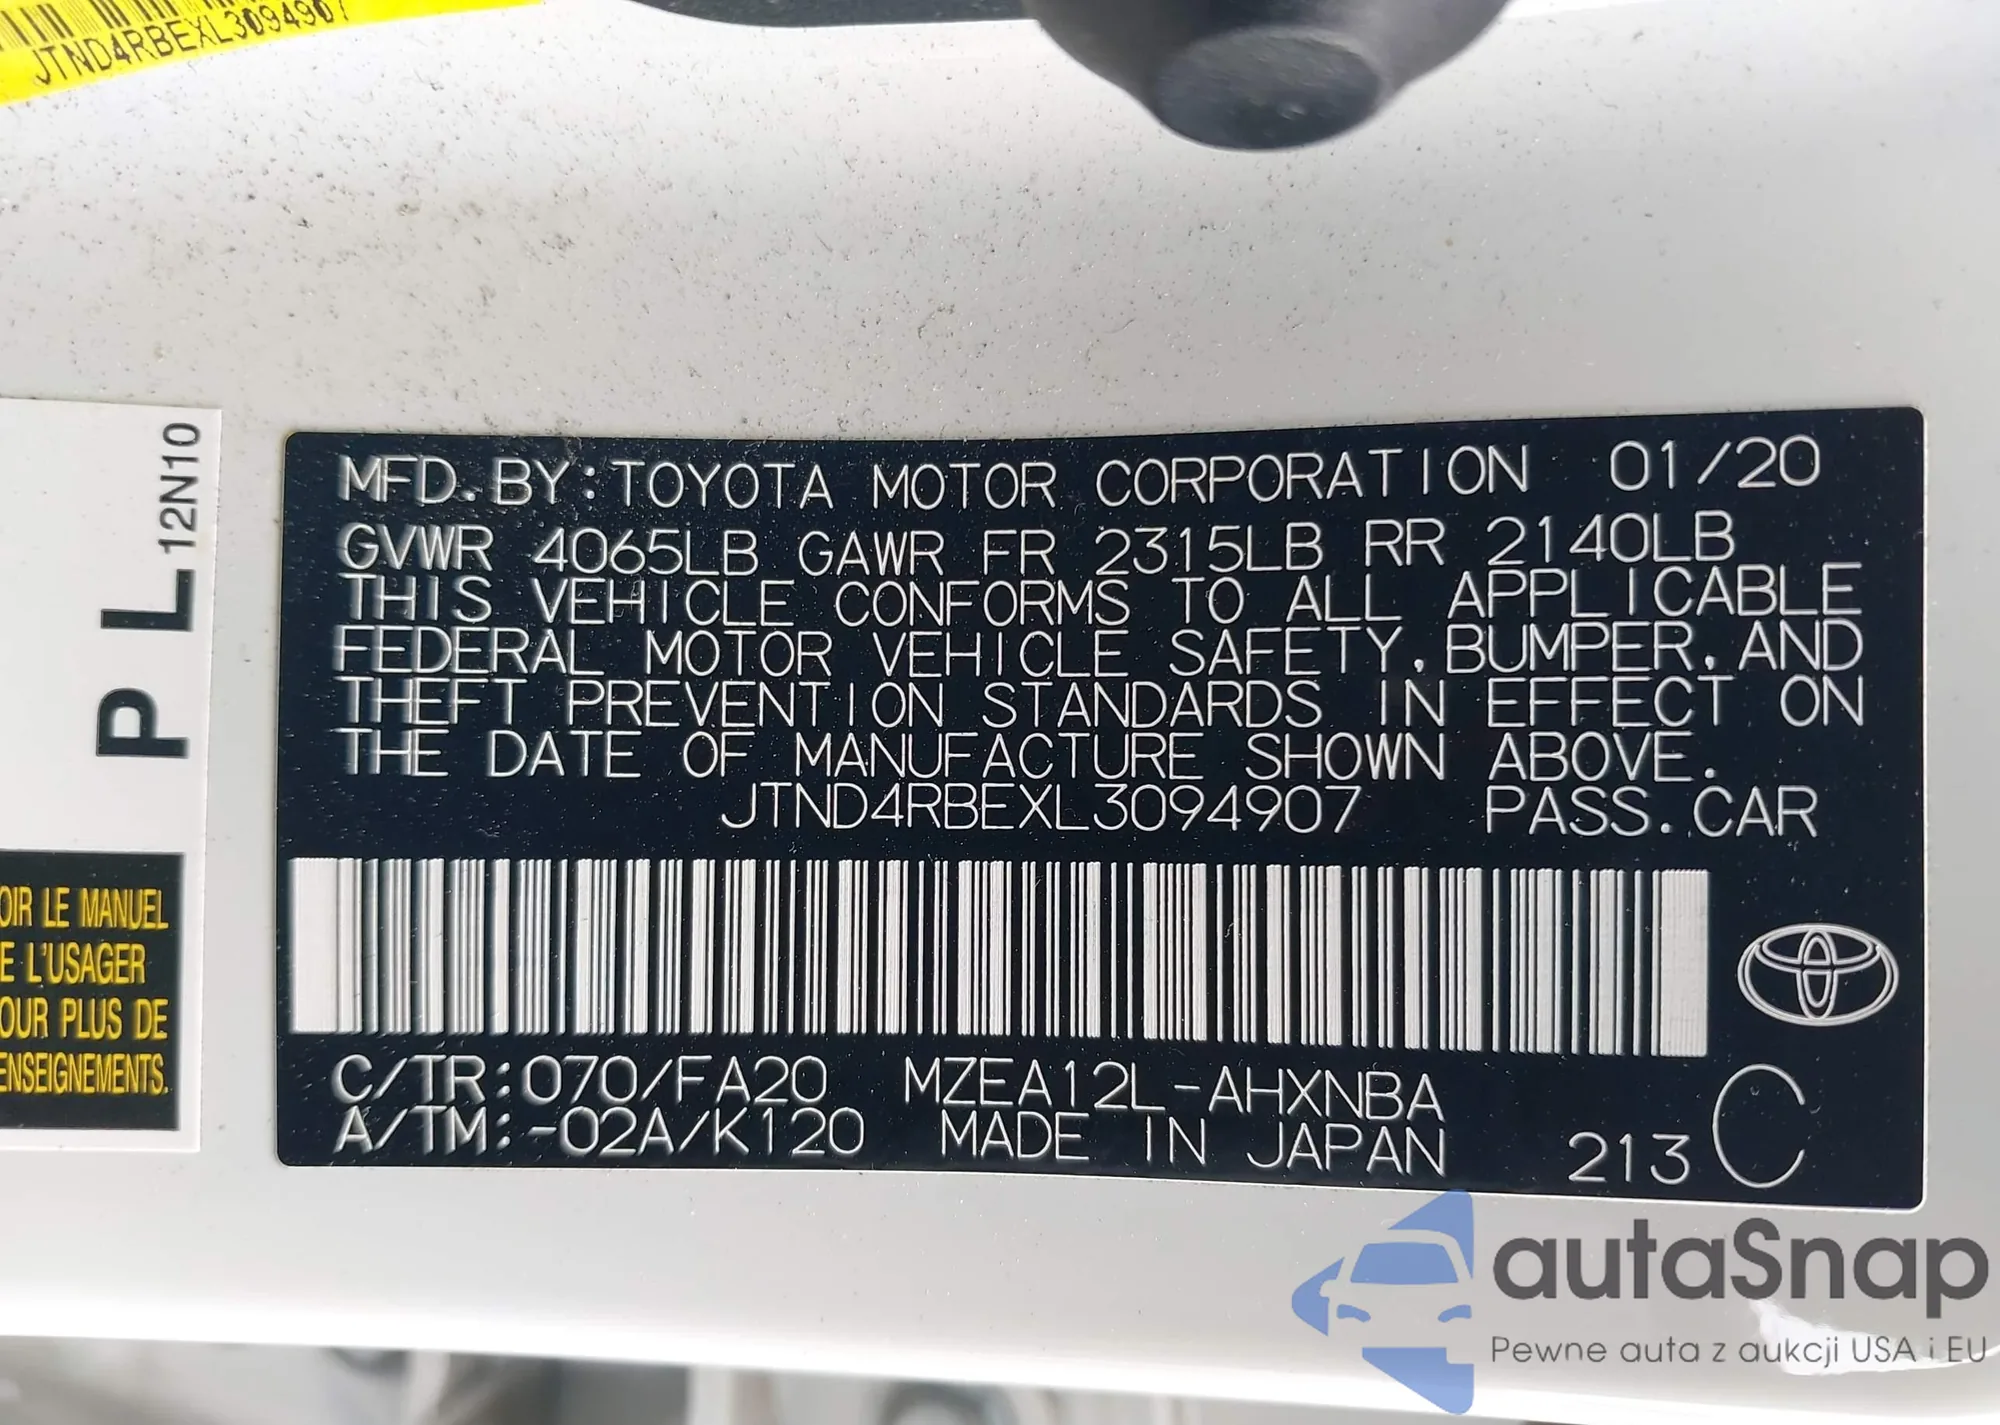 JTND4RBEXL3094907
P L 12N10
OIR LE MANUEL
E L'USAGER
OUR PLUS DE
ENSEIGNEMENTS.
MFD. BY: TOYOTA MOTOR CORPORATION 01/20
GVWR 4065LB GAWR FR 2315LB RR 2140LB
THIS VEHICLE CONFORMS TO ALL APPLICABLE
FEDERAL MOTOR VEHICLE SAFETY, BUMPER, AND
THEFT PREVENTION STANDARDS IN EFFECT ON
THE DATE OF MANUFACTURE SHOWN ABOVE.
JTND4RBEXL3094907 PASS. CAR
C/TR: 070/FA20 MZEA12L-AHXNBA
A/TM: -02A/K120 MADE IN JAPAN 213 C
autaSnap
Pewne auta z aukcji USA i EU